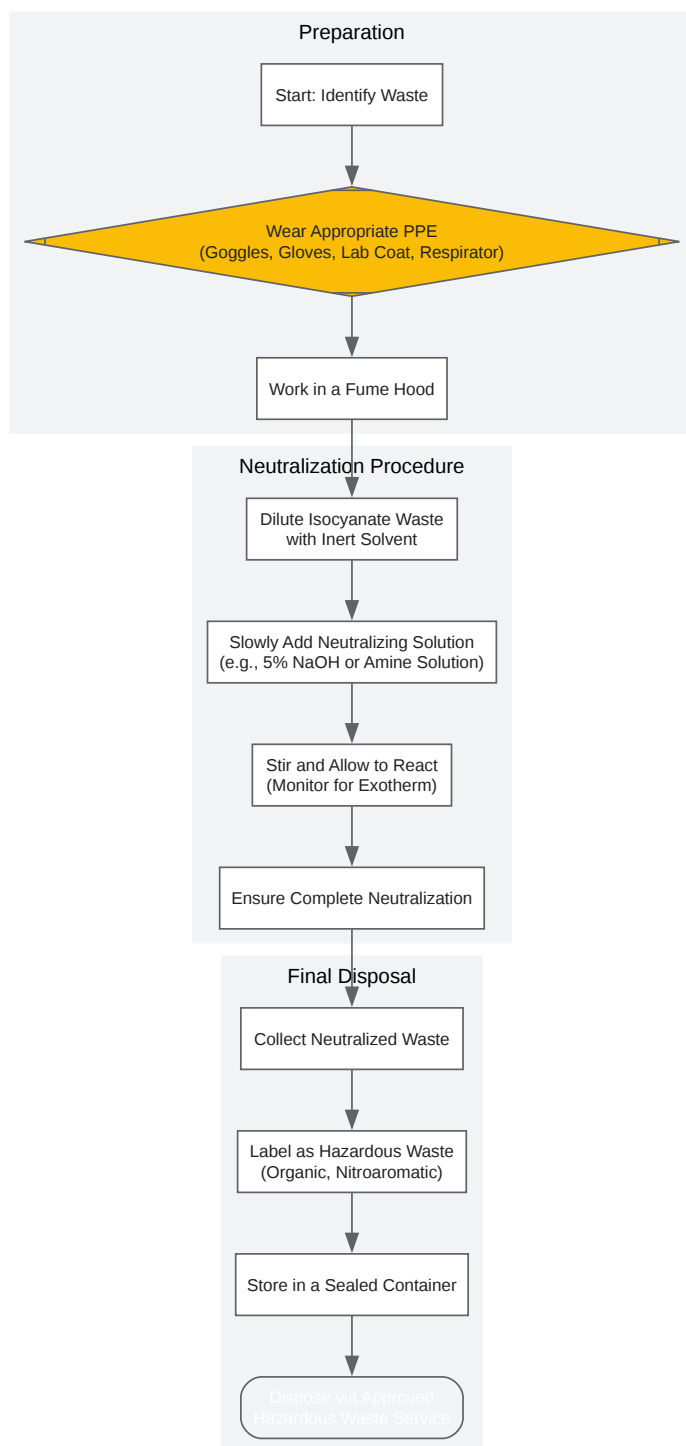 Preparation
Start: Identify Waste
Wear Appropriate PPE
(Goggles, Gloves, Lab Coat, Respirator)
Work in a Fume Hood
Neutralization Procedure
Dilute Isocyanate Waste
with Inert Solvent
Slowly Add Neutralizing Solution
(e.g., 5% NaOH or Amine Solution)
Stir and Allow to React
(Monitor for Exotherm)
Ensure Complete Neutralization
Final Disposal
Collect Neutralized Waste
Label as Hazardous Waste
(Organic, Nitroaromatic)
Store in a Sealed Container
Dispose via Approved
Hazardous Waste Service